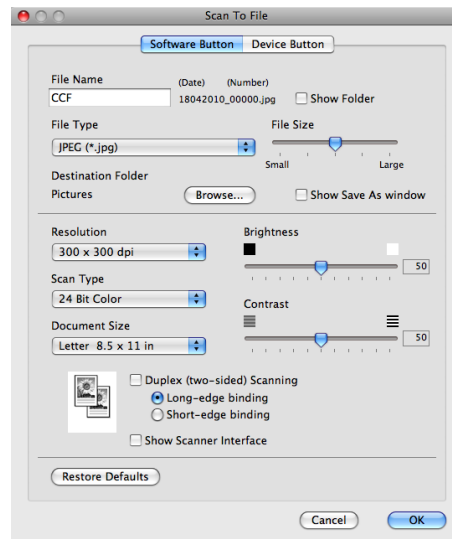 Scan To File
Software Button Device Button
File Name (Date) (Number)
CCF 18042010_00000.jpg Show Folder
File Type File Size
JPEG (*.jpg)
Small Large
Destination Folder
Pictures Browse... Show Save As window
Resolution Brightness
300 x 300 dpi
50
Scan Type
24 Bit Color
Contrast
Document Size
50
Letter 8.5 x 11 in
Duplex (two-sided) Scanning
Long-edge binding
Short-edge binding
Show Scanner Interface
Restore Defaults
Cancel OK